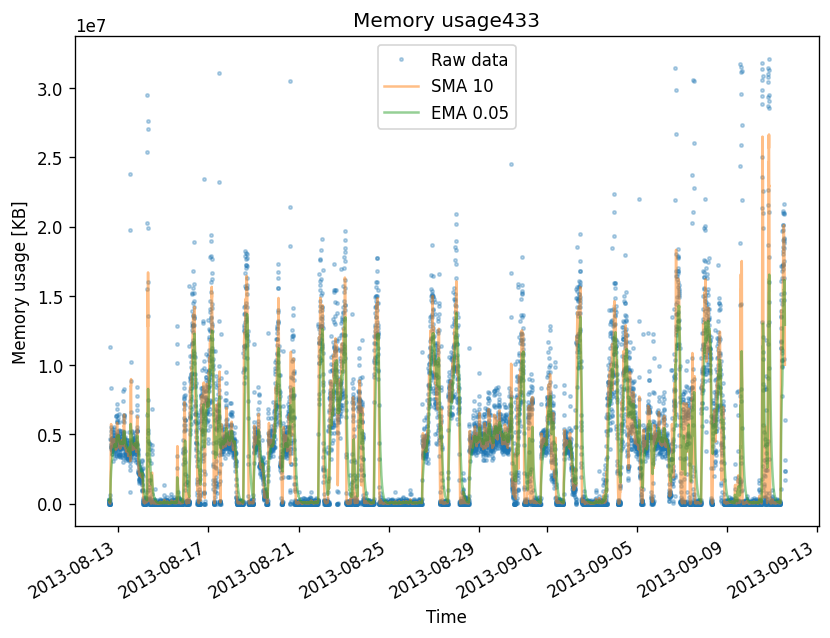 Memory usage433
1e7
Raw data
SMA 10
EMA 0.05
3.0
2.5
2.0
1.5
1.0
0.5
0.0
Memory usage [KB]
2013-08-13
2013-08-17
2013-08-21
2013-08-25
2013-08-29
2013-09-01
2013-09-05
2013-09-09
2013-09-13
Time